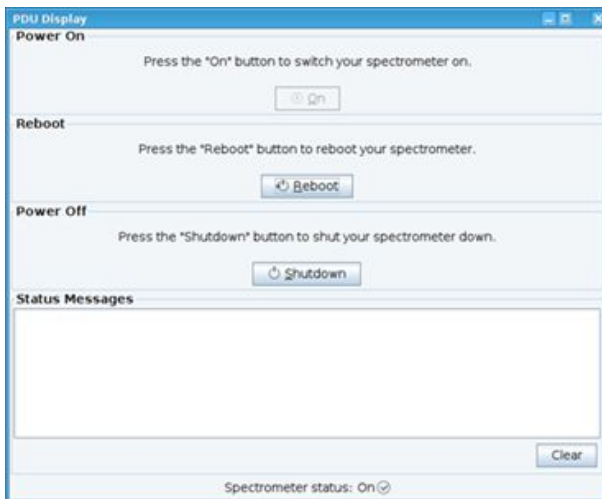 PDU Display
Power On
Press the "On" button to switch your spectrometer on.
On
Reboot
Press the "Reboot" button to reboot your spectrometer.
Reboot
Power Off
Press the "Shutdown" button to shut your spectrometer down.
Shutdown
Status Messages
Clear
Spectrometer status: On